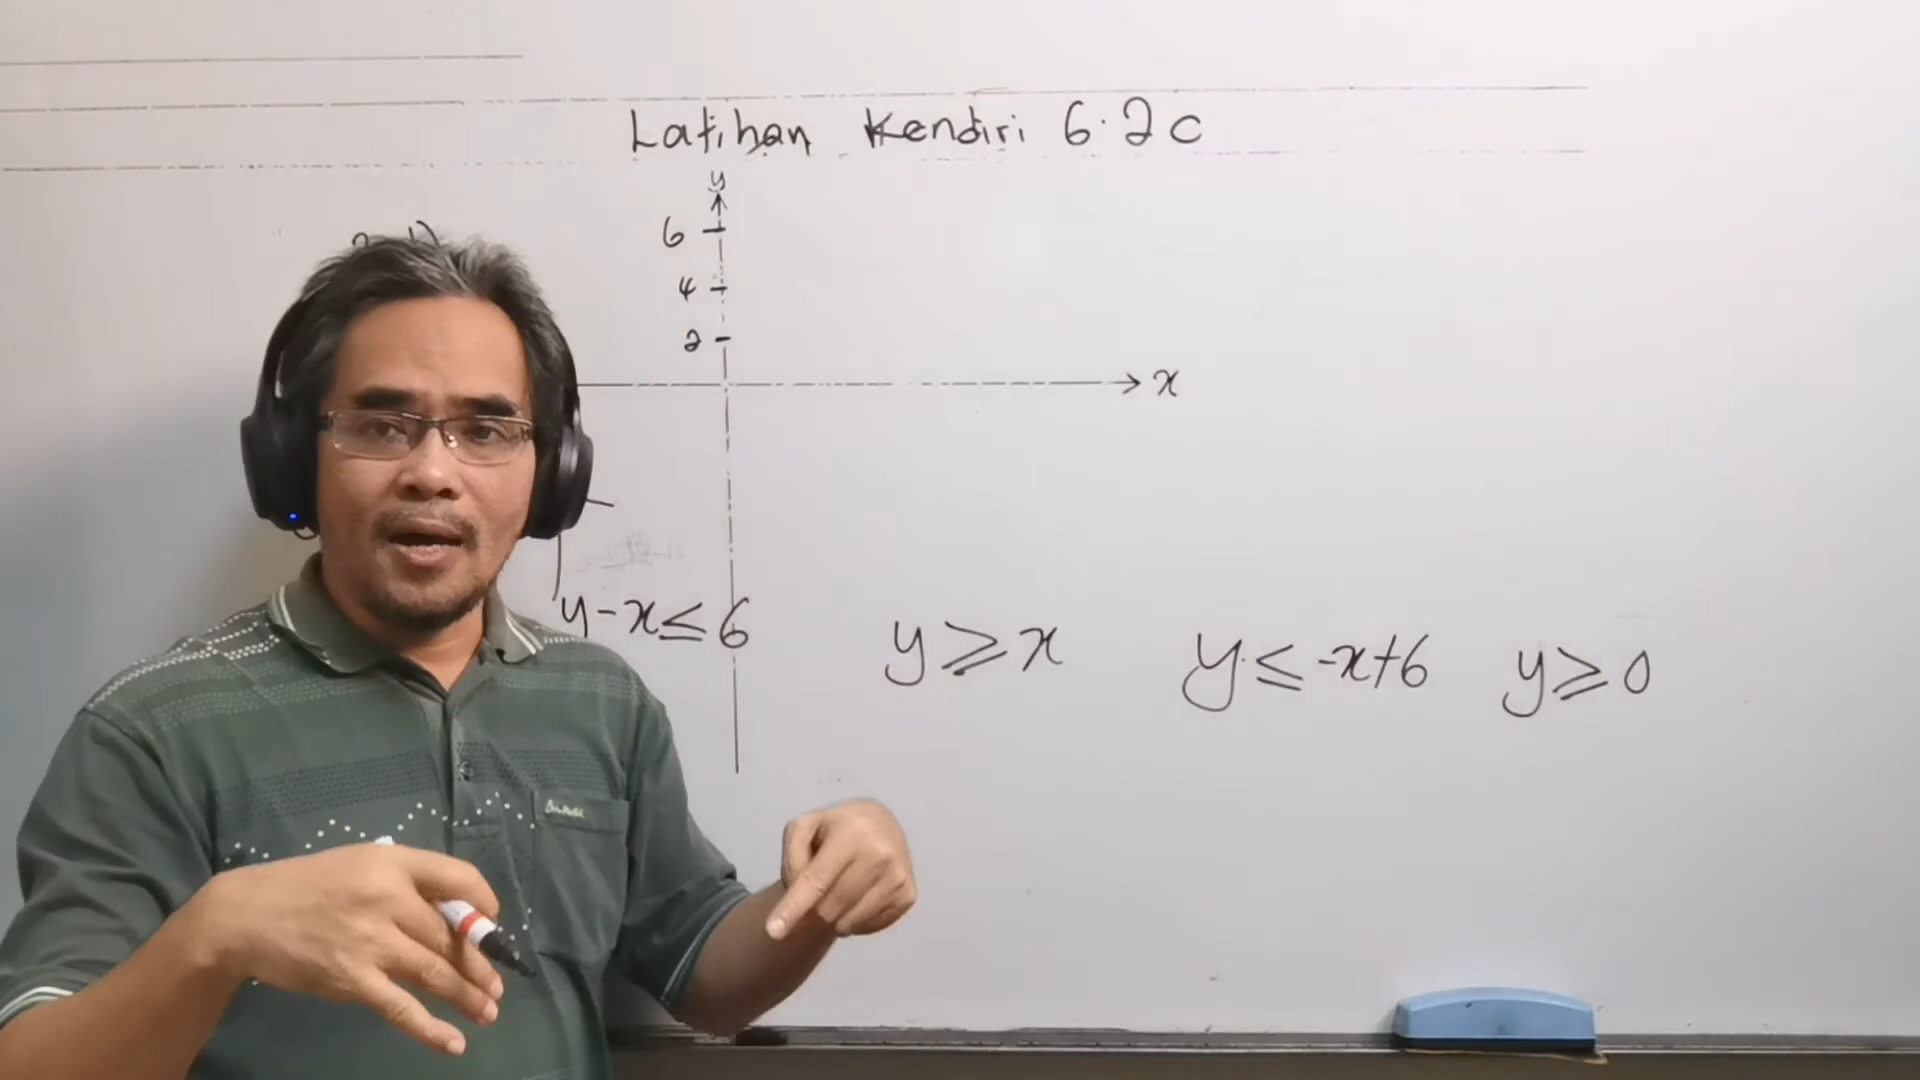 Latihan Kendiri 6.2c
y
6
4
2
x
y-x≤6 y≥x y≤-x+6 y≥0